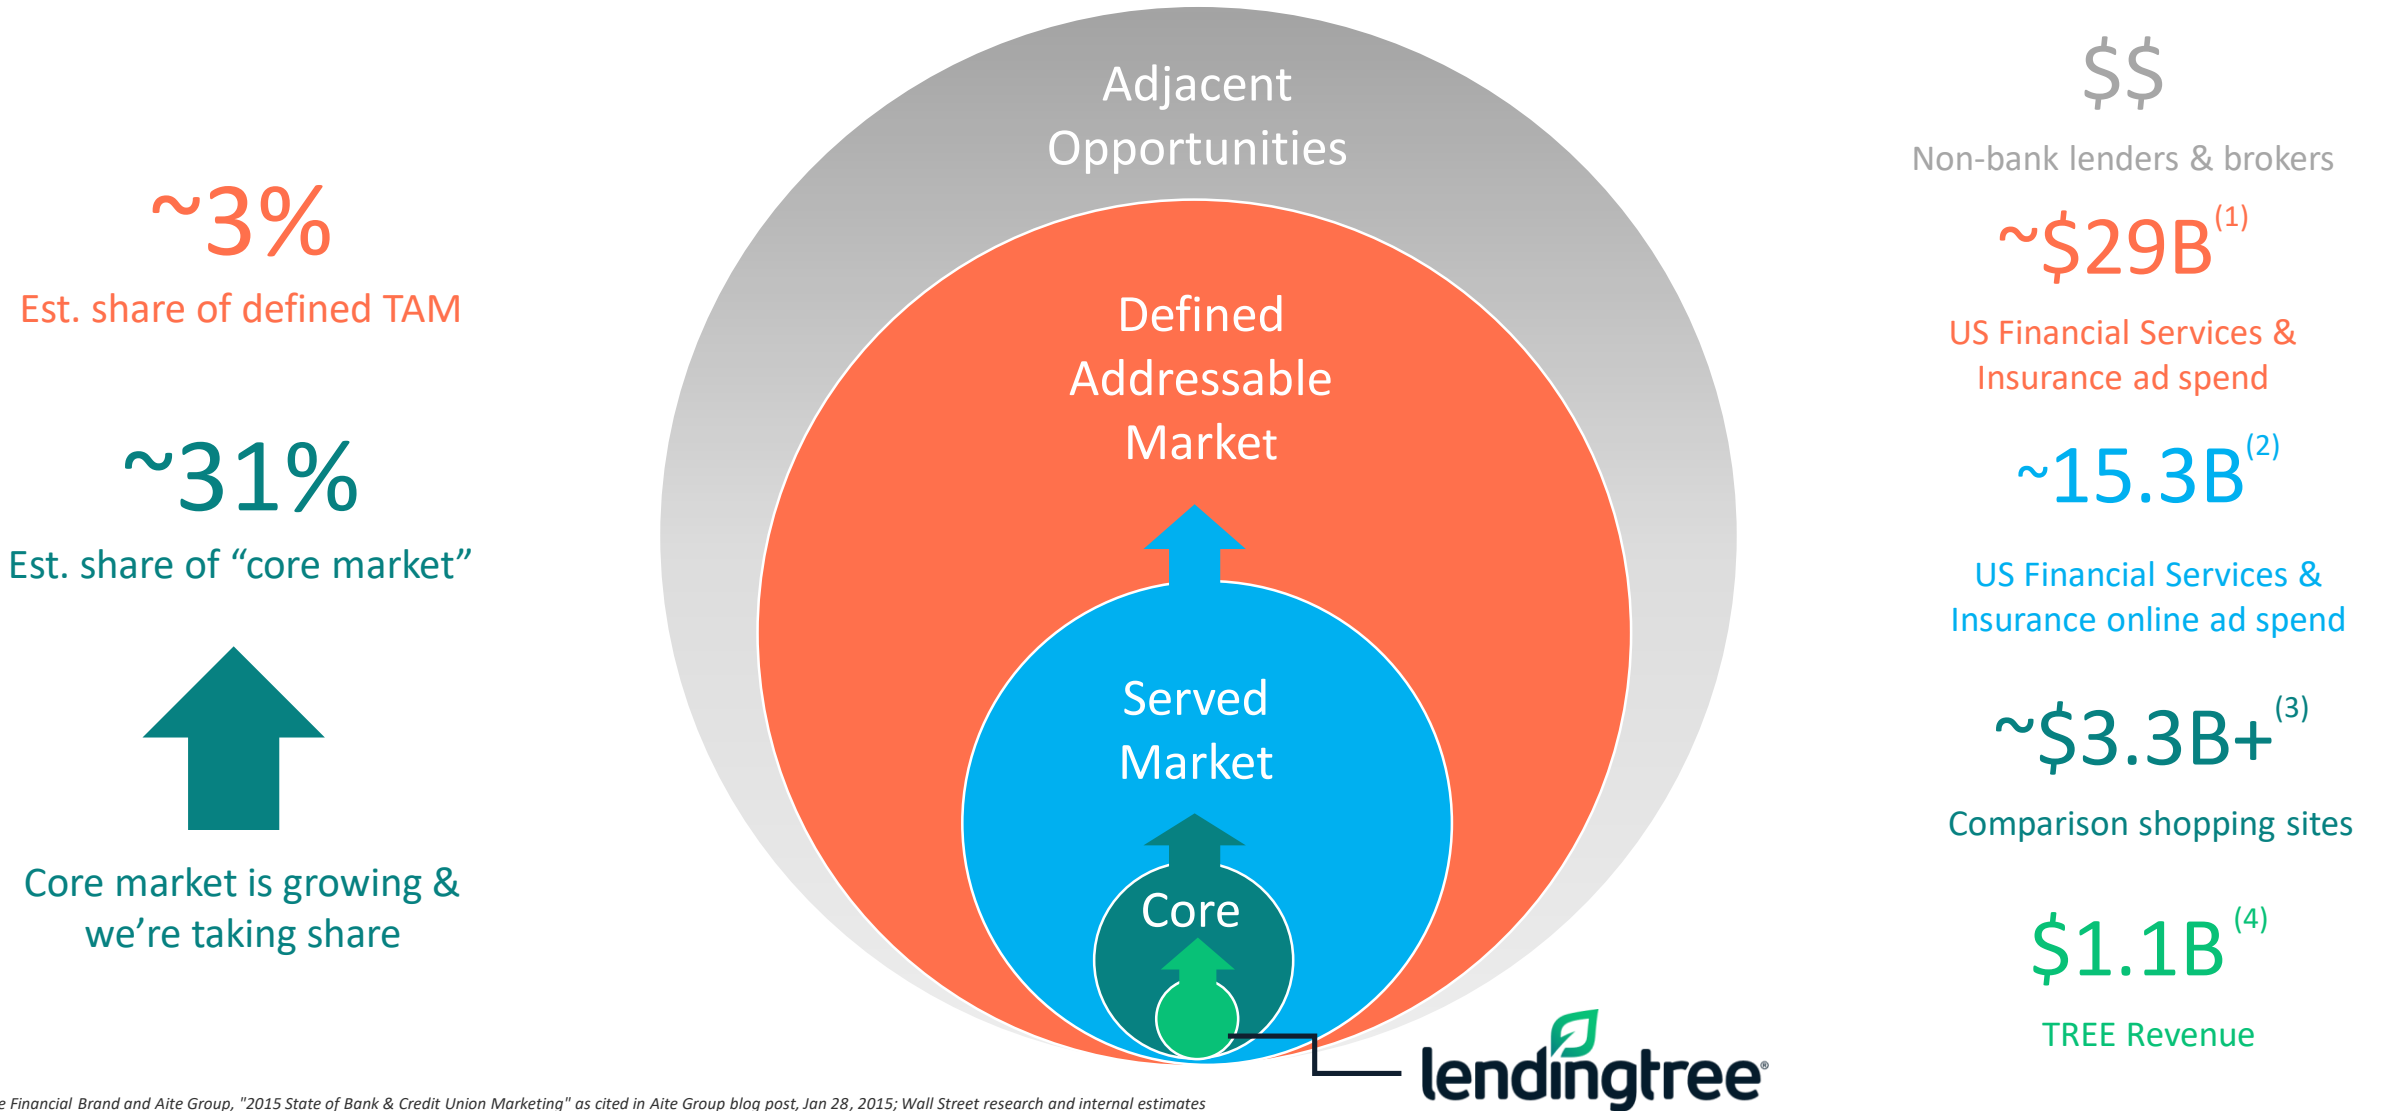 ~3%
Est. share of defined TAM
~31%
Est. share of “core market”
Core market is growing &
we’re taking share
Adjacent
Opportunities
Defined
Addressable
Market
Served
Market
Core
lendingtree®
$$
Non-bank lenders & brokers
~$29B(1)
US Financial Services &
Insurance ad spend
~15.3B(2)
US Financial Services &
Insurance online ad spend
~$3.3B+(3)
Comparison shopping sites
$1.1B(4)
TREE Revenue
Financial Brand and Aite Group, "2015 State of Bank & Credit Union Marketing" as cited in Aite Group blog post, Jan 28, 2015; Wall Street research and internal estimates